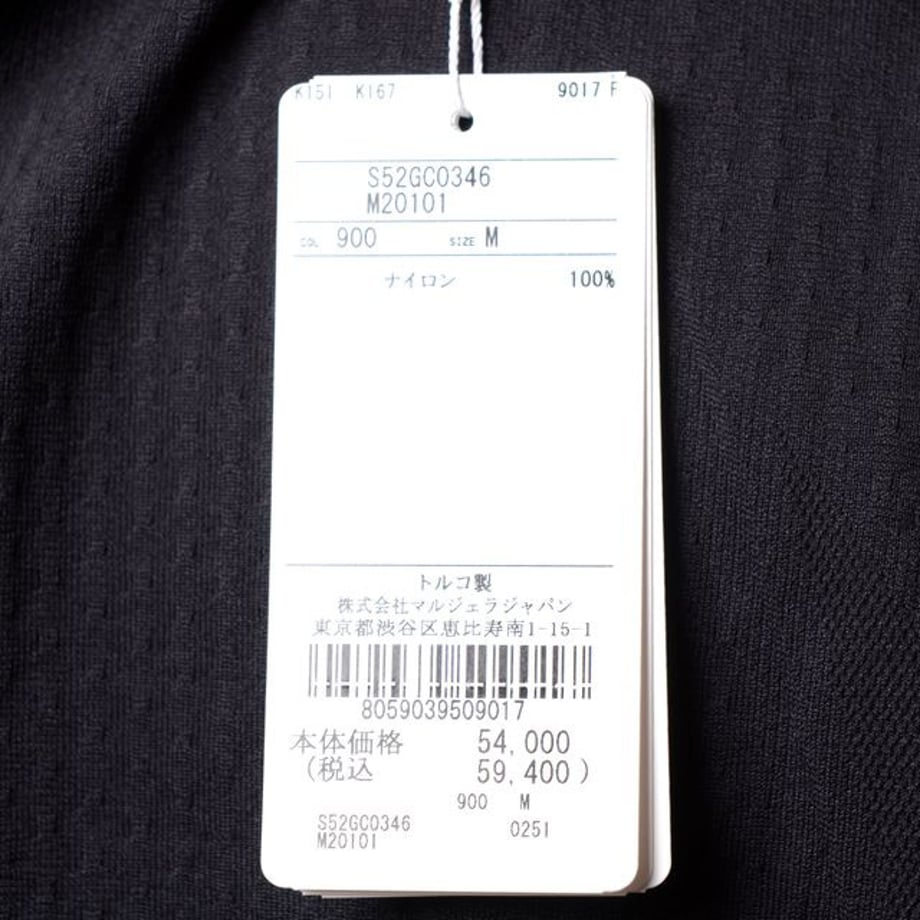 K151 K167 9017 F
S52GC0346
M20101
COL 900 SIZE M
ナイロン 100%
トルコ製
株式会社マルジェラジャパン
東京都渋谷区恵比寿南1-15-1
8059039509017
本体価格 54,000
(税込 59,400)
900 M
S52GC0346 0251
M20101